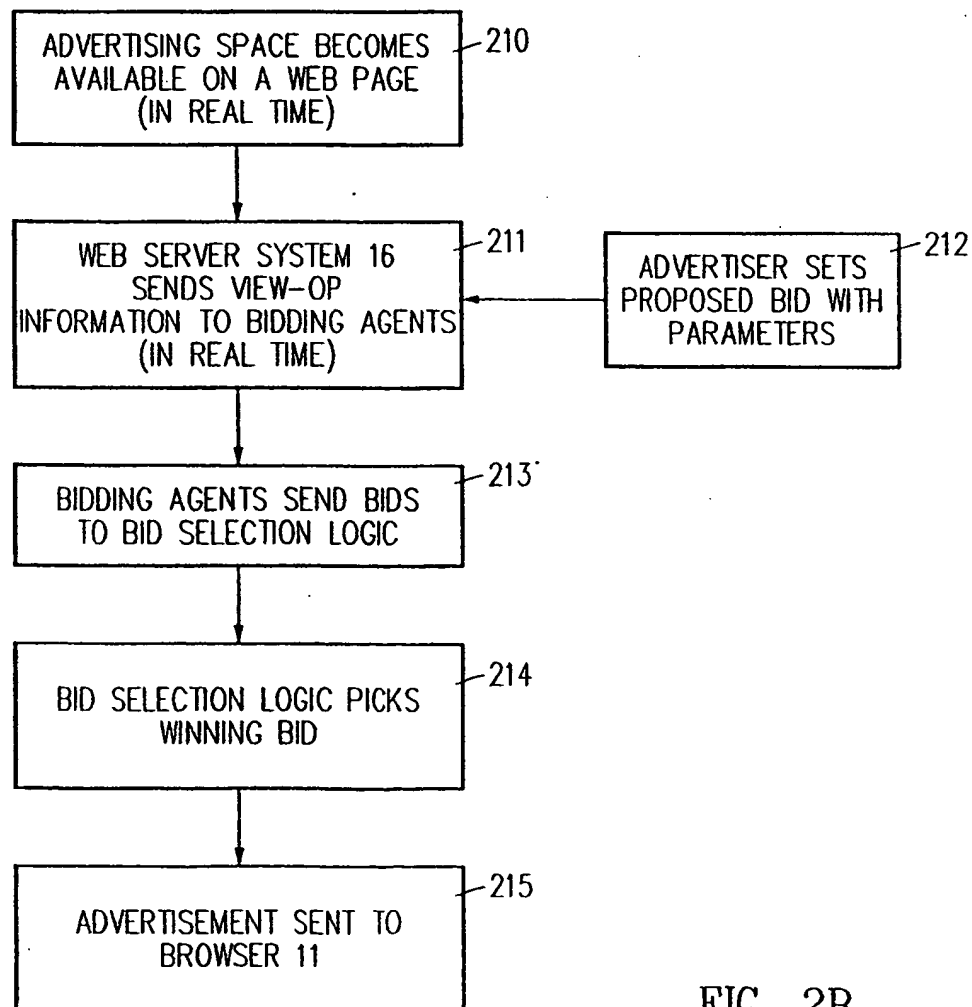 ADVERTISING SPACE BECOMES
AVAILABLE ON A WEB PAGE
(IN REAL TIME)
210
WEB SERVER SYSTEM 16
SENDS VIEW-OP
INFORMATION TO BIDDING AGENTS
(IN REAL TIME)
211
ADVERTISER SETS
PROPOSED BID WITH
PARAMETERS
212
BIDDING AGENTS SEND BIDS
TO BID SELECTION LOGIC
213
BID SELECTION LOGIC PICKS
WINNING BID
214
ADVERTISEMENT SENT TO
BROWSER 11
215
FIG. 2B